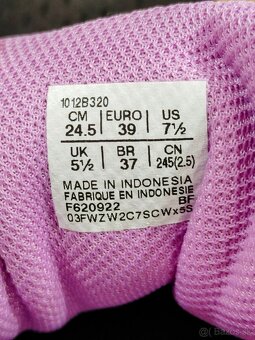 1012B320
CM EURO US
24.5 39 7½
UK BR CN
5½ 37 245(2.5)
MADE IN INDONESIA
FABRIQUE EN INDONESIE
F620922 BF
03FWZW2C7SCWx5S